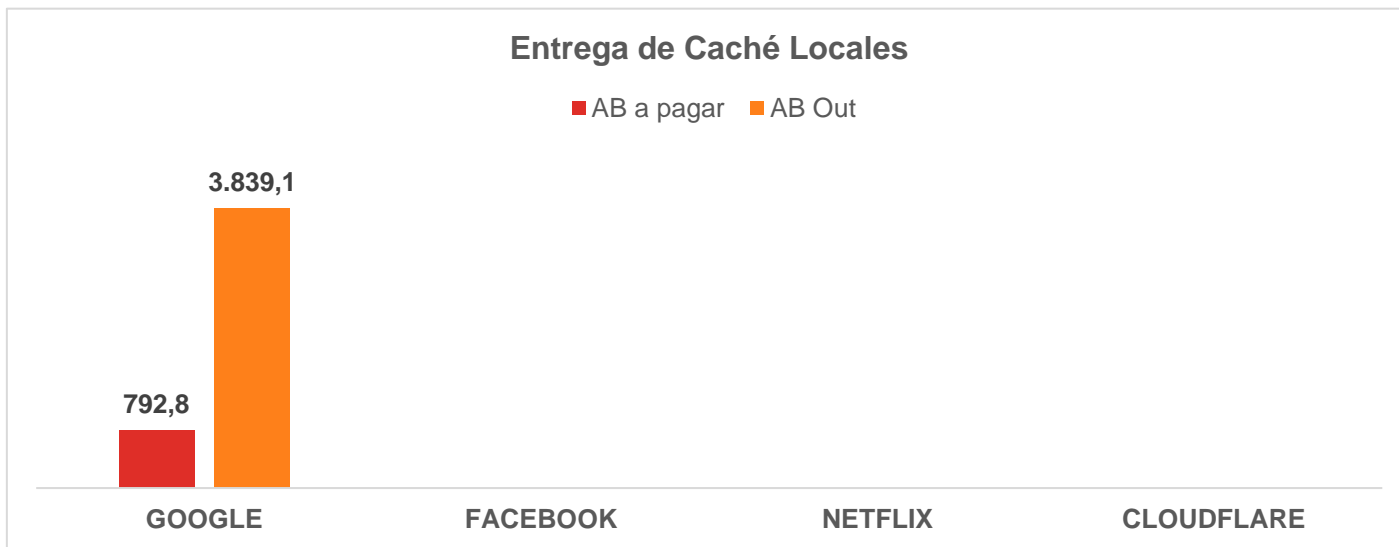 Entrega de Caché Locales
AB a pagar AB Out
3.839,1
792,8
GOOGLE FACEBOOK NETFLIX CLOUDFLARE